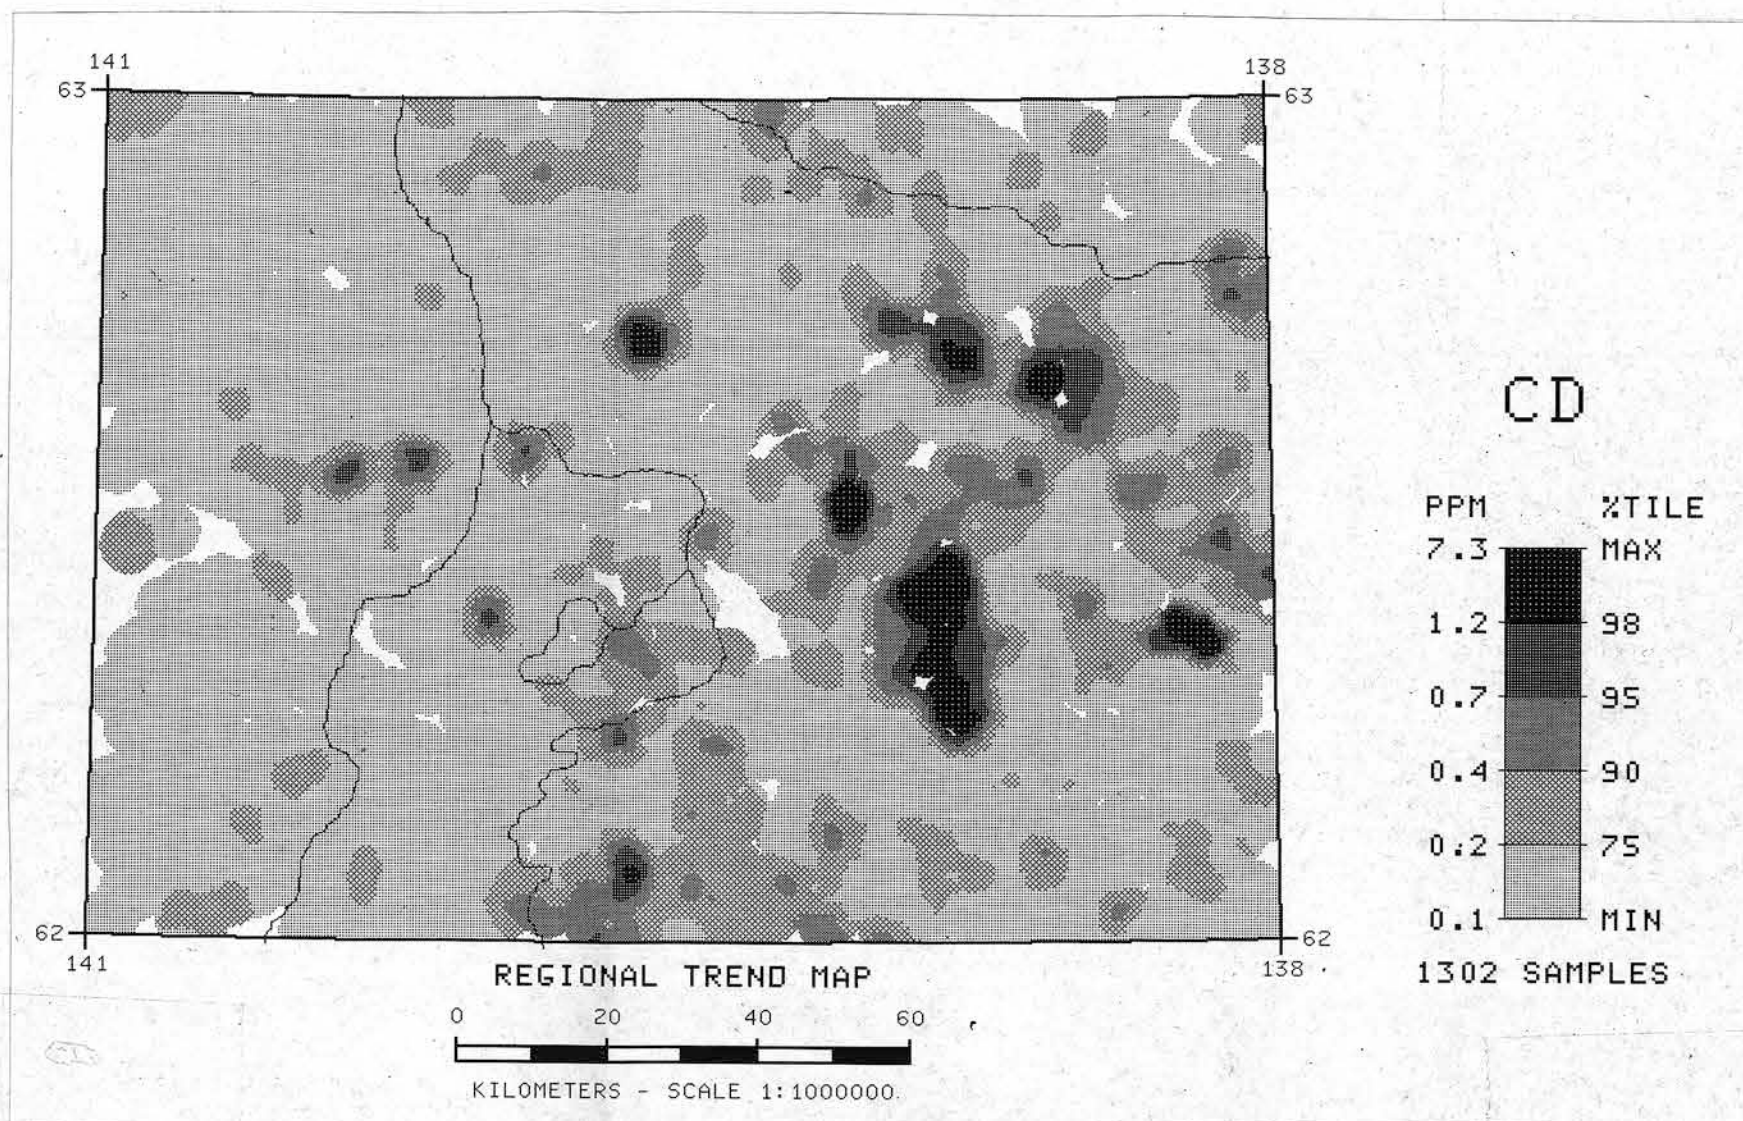 141
138
63
63
CD
PPM %TILE
7.3 MAX
1.2 98
0.7 95
0.4 90
0.2 75
0.1 MIN
62
62
141
138
REGIONAL TREND MAP
1302 SAMPLES
0 20 40 60
KILOMETERS - SCALE 1:1000000